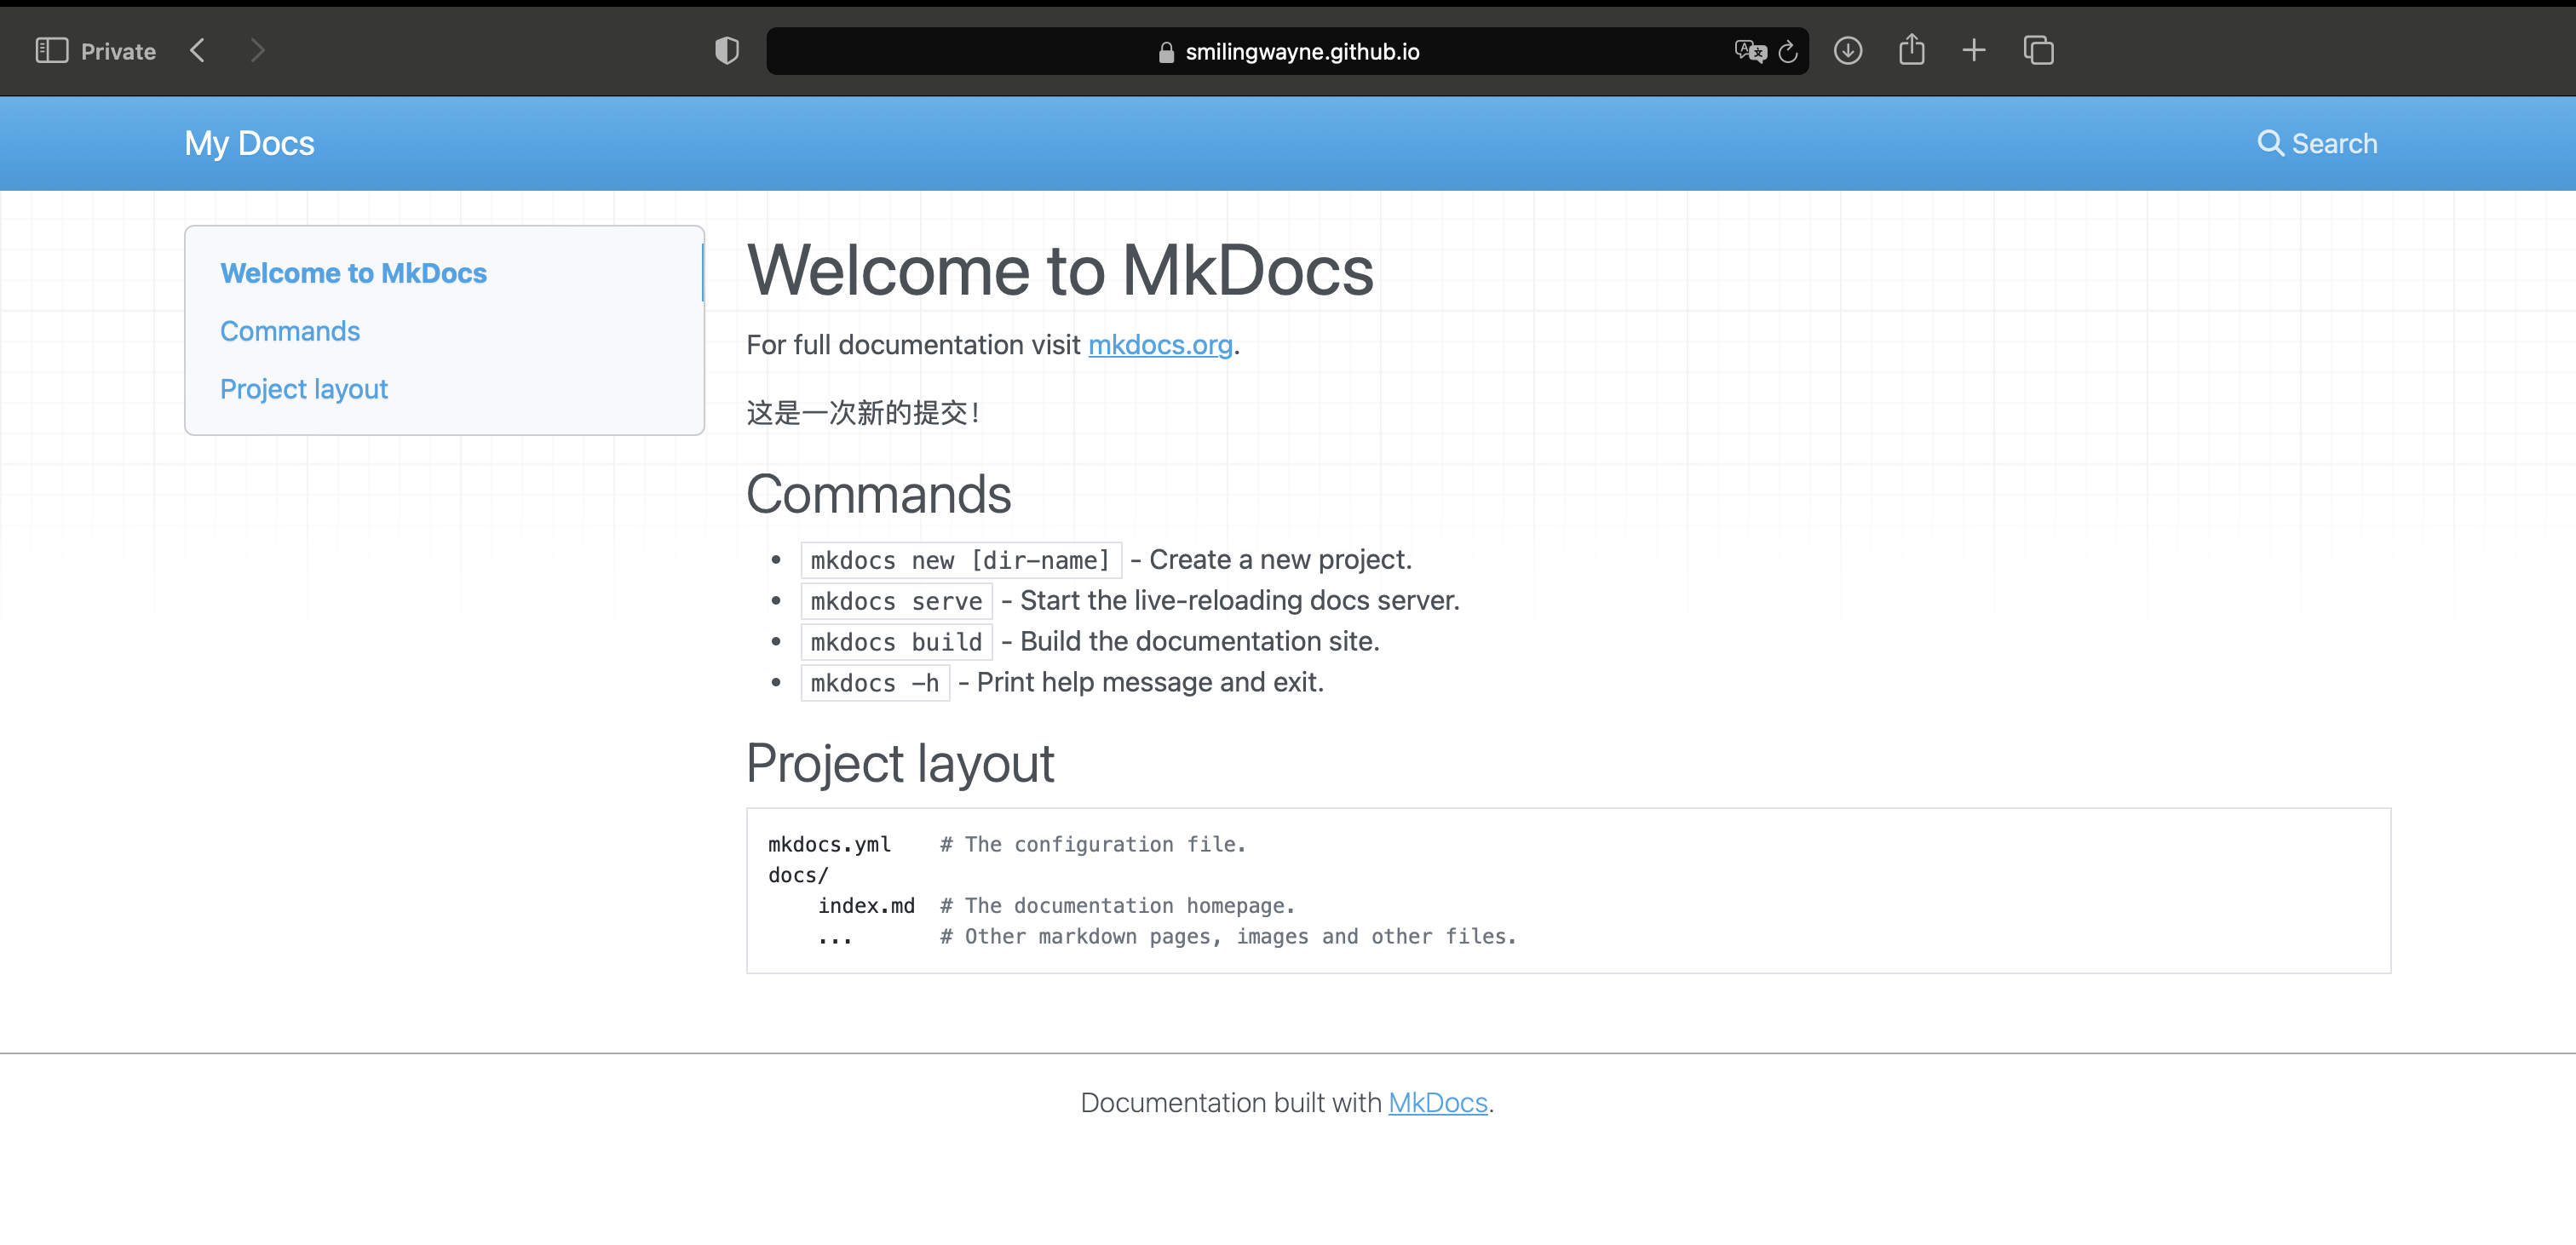 Private
smilingwayne.github.io
My Docs
Search
Welcome to MkDocs
Commands
Project layout
Welcome to MkDocs
For full documentation visit mkdocs.org.
这是一次新的提交！
Commands
mkdocs new [dir-name] - Create a new project.
mkdocs serve - Start the live-reloading docs server.
mkdocs build - Build the documentation site.
mkdocs -h - Print help message and exit.
Project layout
mkdocs.yml    # The configuration file.
docs/
    index.md  # The documentation homepage.
    ...       # Other markdown pages, images and other files.
Documentation built with MkDocs.